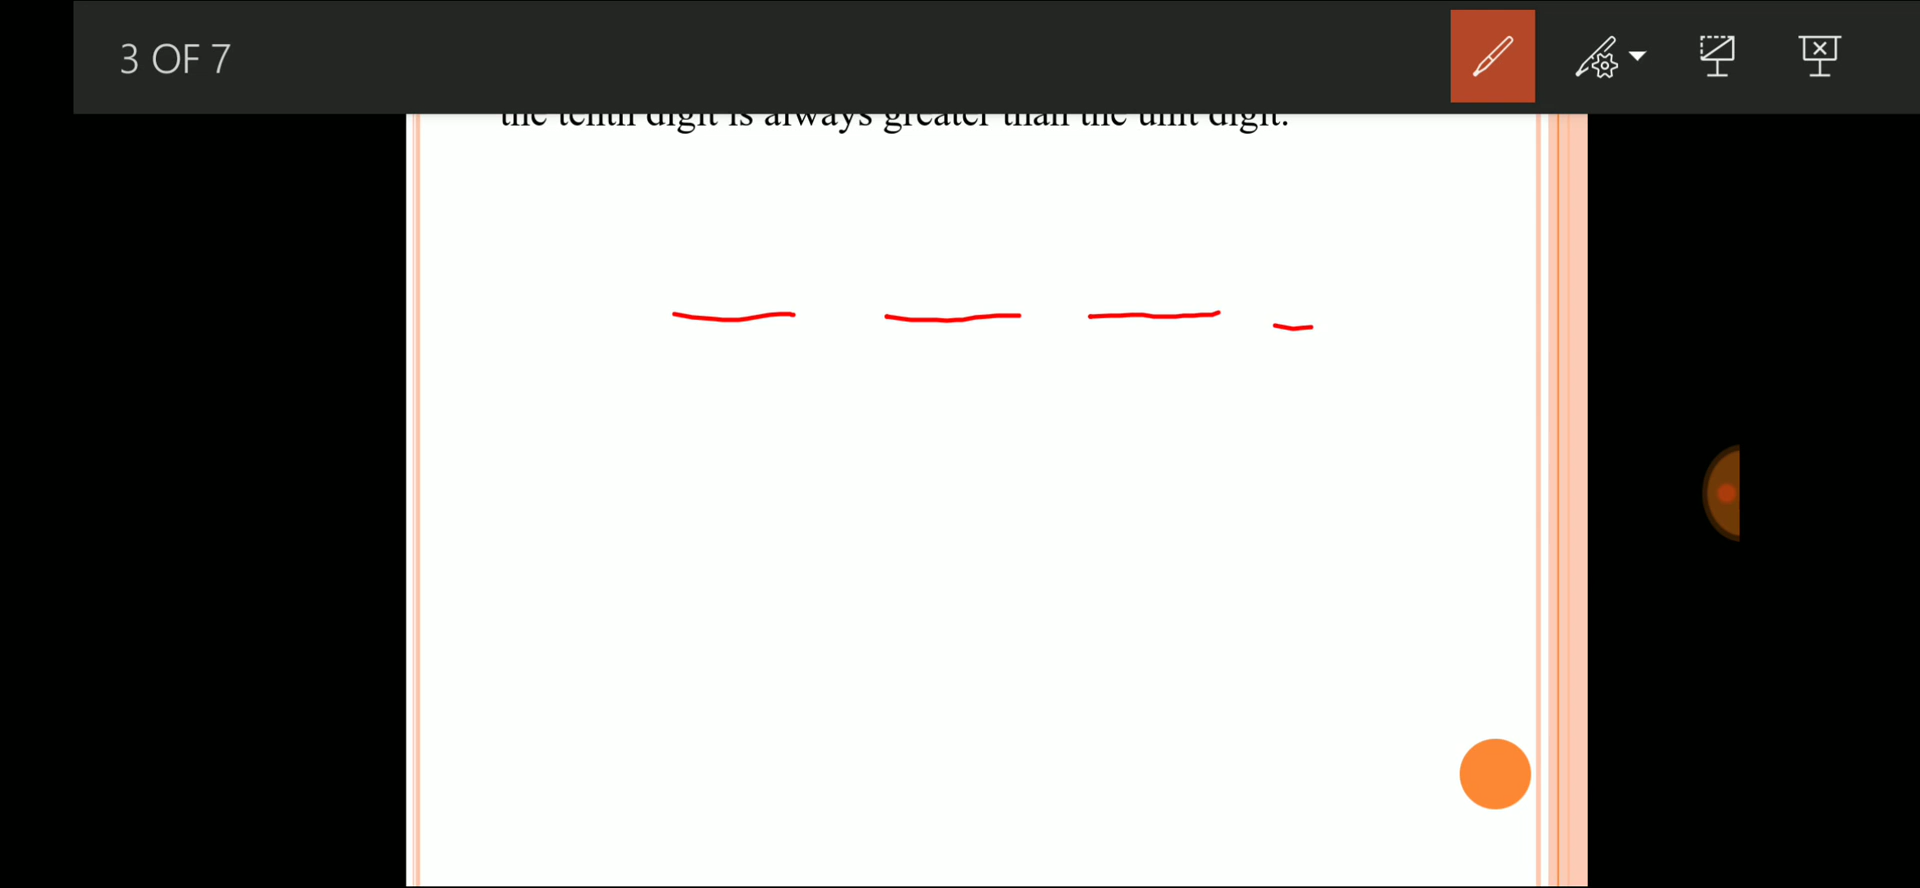 3 OF 7
the tenth digit is always greater than the unit digit.